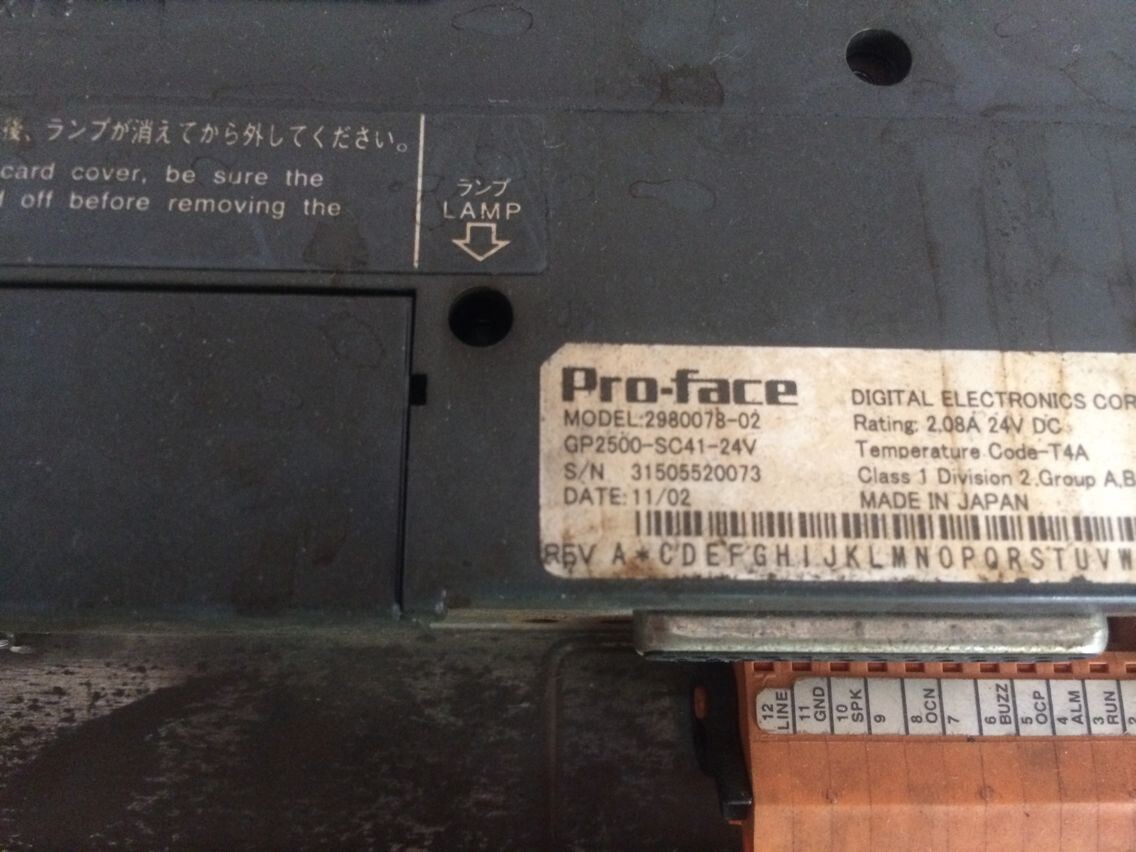 後、ランプが消えてから外してください。
card cover, be sure the
off before removing the
ランプ
LAMP
Pro-face
MODEL:2980078-02
GP2500-SC41-24V
S/N 31505520073
DATE: 11/02
DIGITAL ELECTRONICS COR
Rating: 2.08A 24V DC
Temperature Code-T4A
Class 1 Division 2,Group A,B
MADE IN JAPAN
REV A*CDEFGHIJKLMNOPQRSTUVW
12 LINE
11 GND
10 SPK
9
8 OCN
7
6 BUZZ
5 OCP
4 ALM
3 RUN
2